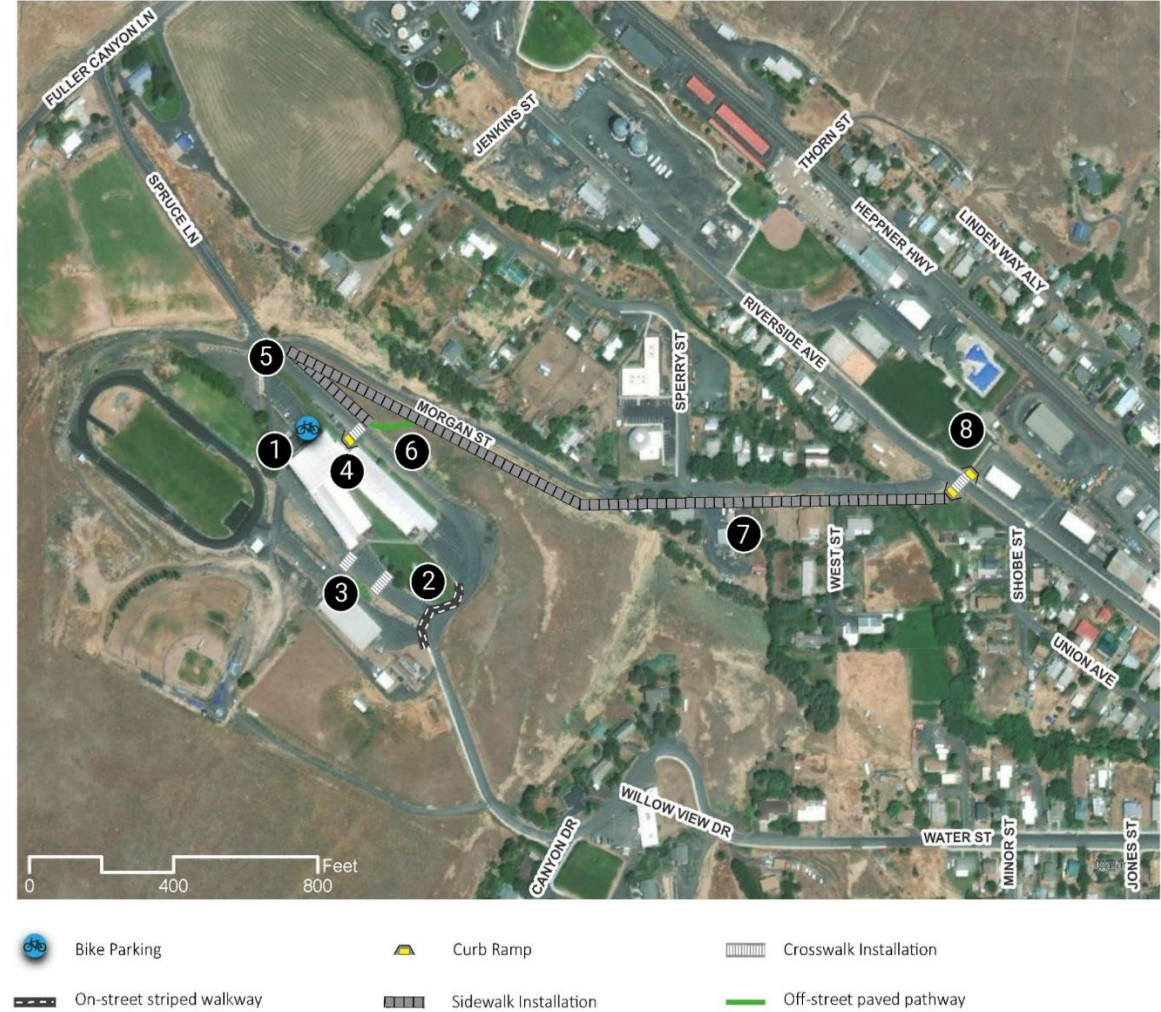 FULLER CANYON LN
SPRUCE LN
JENKINS ST
THORN ST
HEPPNER HWY
LINDEN WAY ALY
RIVERSIDE AVE
SPERRY ST
MORGAN ST
5
1
4
6
8
7
3
2
WEST ST
SHOBE ST
UNION AVE
WILLOW VIEW DR
CANYON DR
WATER ST
MINOR ST
JONES ST
Feet
0 400 800
Bike Parking
Curb Ramp
Crosswalk Installation
On-street striped walkway
Sidewalk Installation
Off-street paved pathway